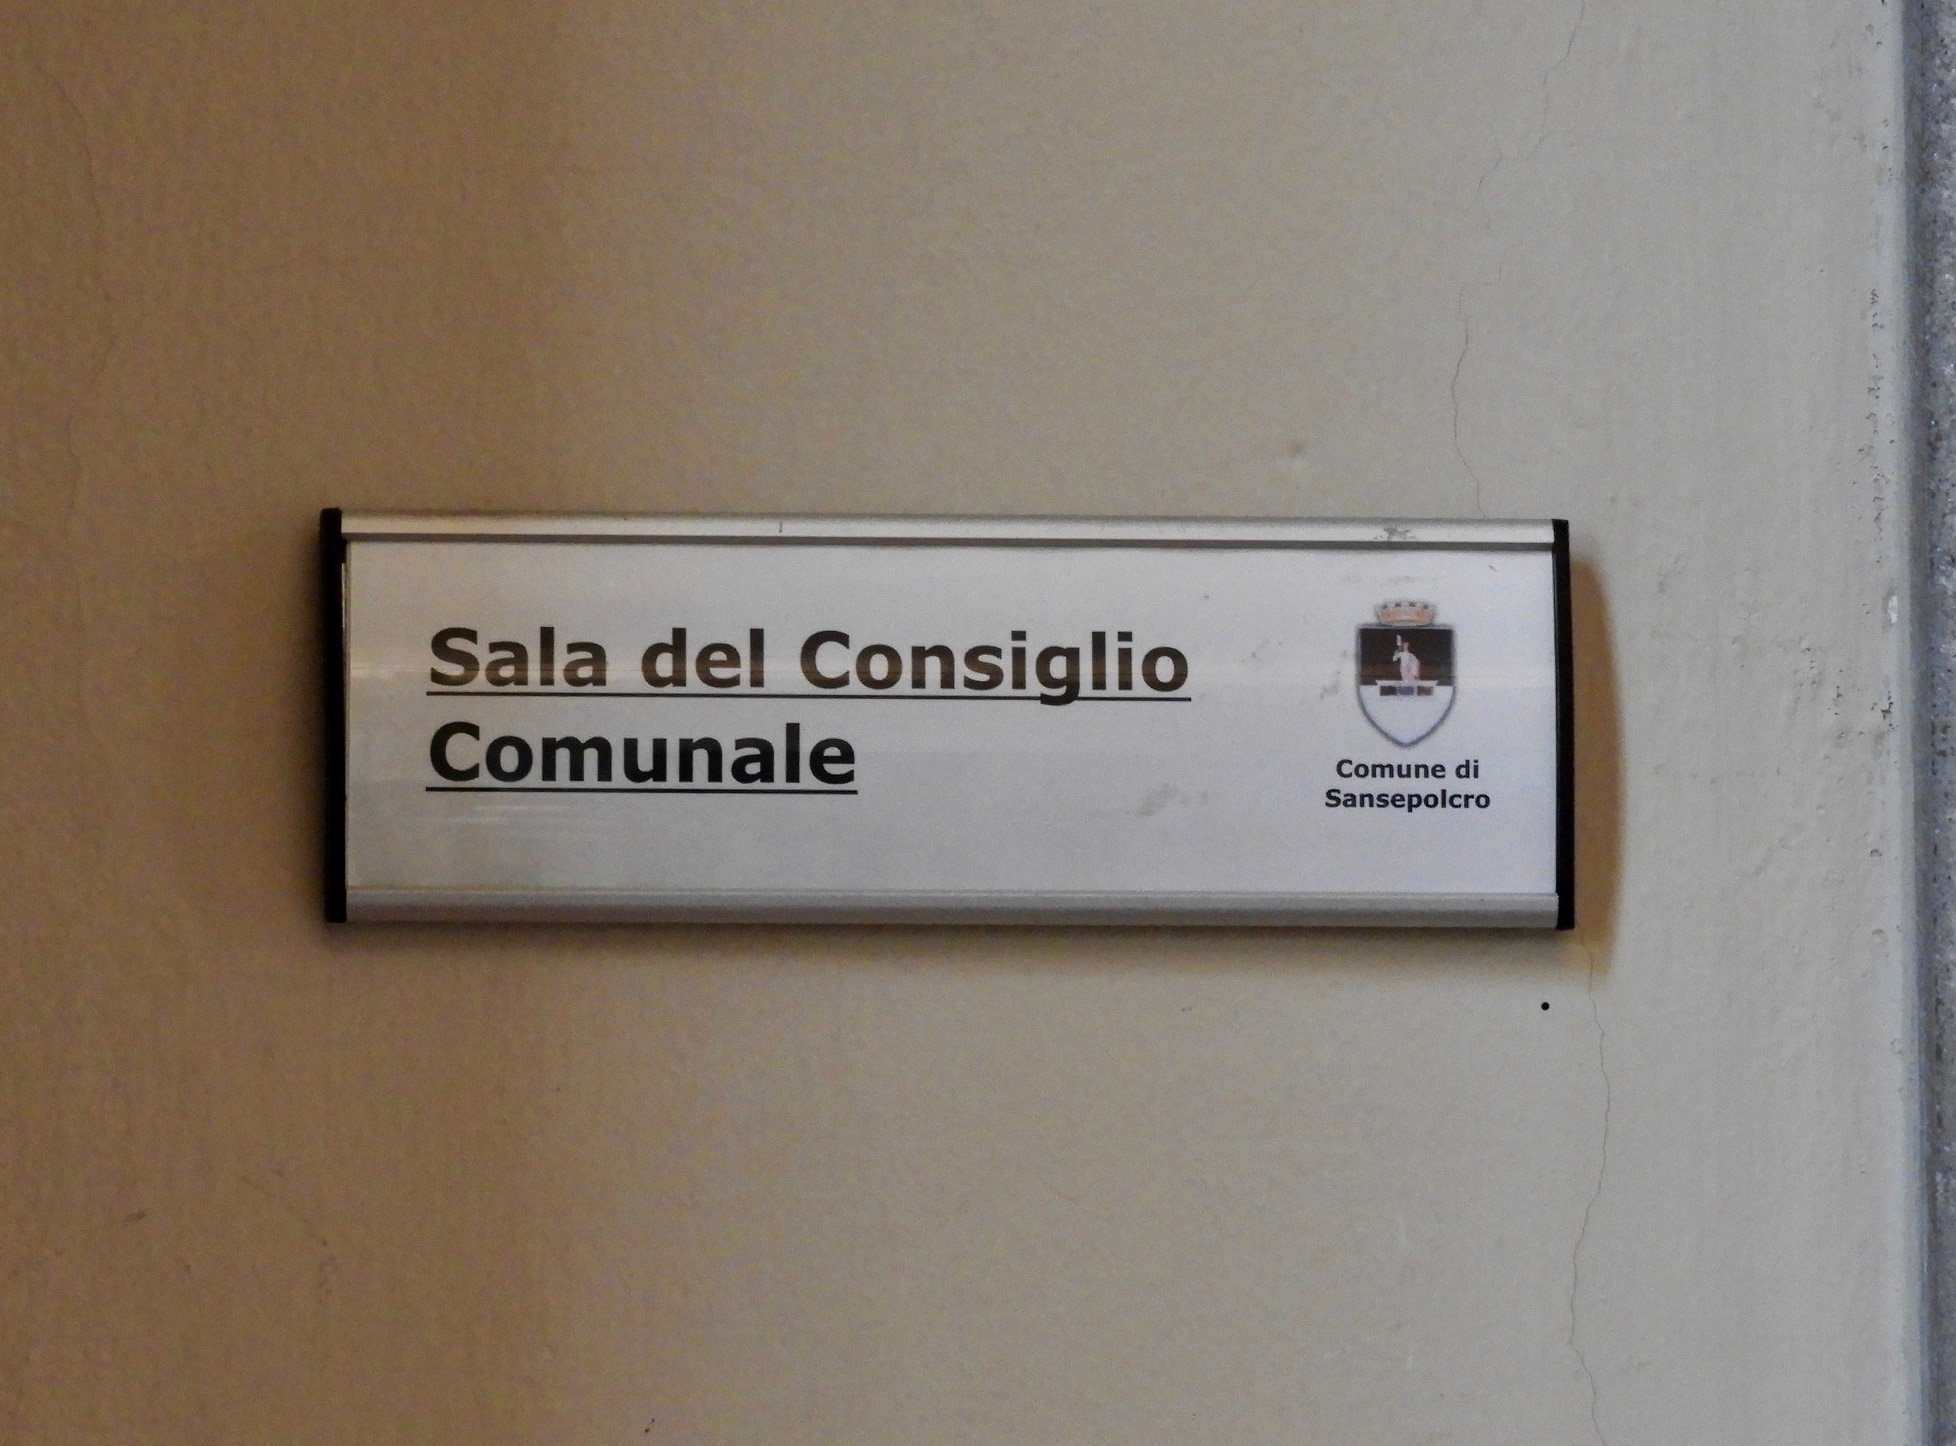 Sala del Consiglio
Comunale
Comune di
Sansepolcro